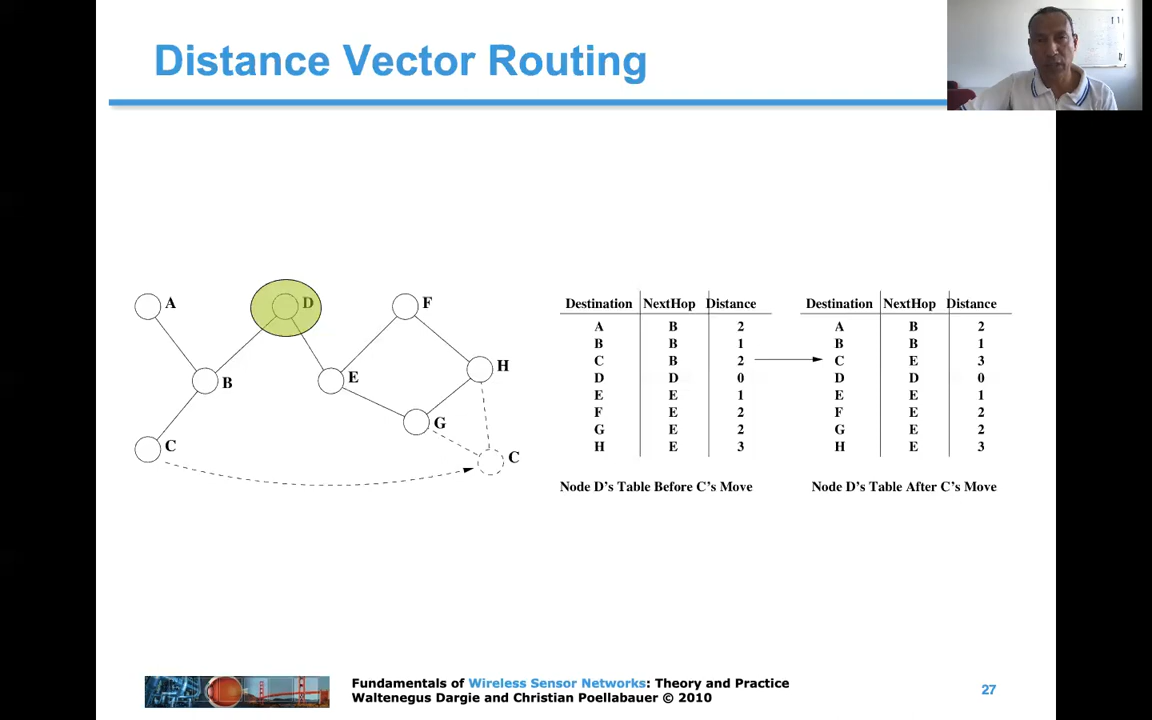 Distance Vector Routing
A
D
F
B
E
H
G
C
C
Destination NextHop Distance
A B 2
B B 1
C B 2
D D 0
E E 1
F E 2
G E 2
H E 3
Node D's Table Before C's Move
Destination NextHop Distance
A B 2
B B 1
C E 3
D D 0
E E 1
F E 2
G E 2
H E 3
Node D's Table After C's Move
Fundamentals of Wireless Sensor Networks: Theory and Practice
Waltenegus Dargie and Christian Poellabauer © 2010
27